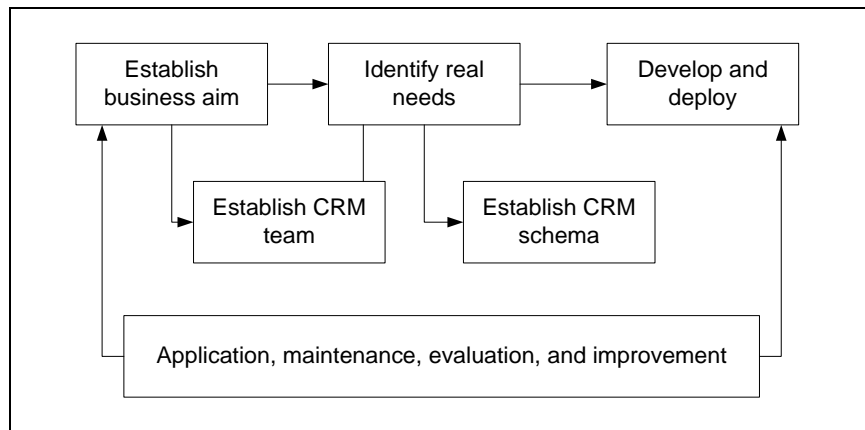 Establish
business aim
Identify real
needs
Develop and
deploy
Establish CRM
team
Establish CRM
schema
Application, maintenance, evaluation, and improvement